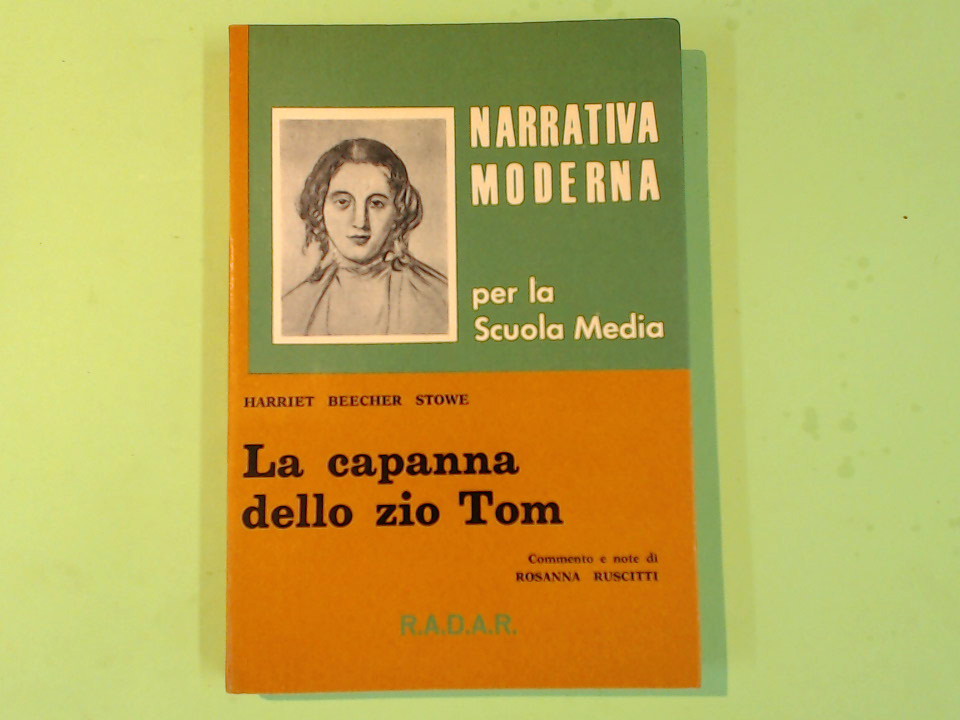 NARRATIVA
MODERNA
per la
Scuola Media
HARRIET BEECHER STOWE
La capanna
dello zio Tom
Commento e note di
ROSANNA RUSCITTI
R.A.D.A.R.